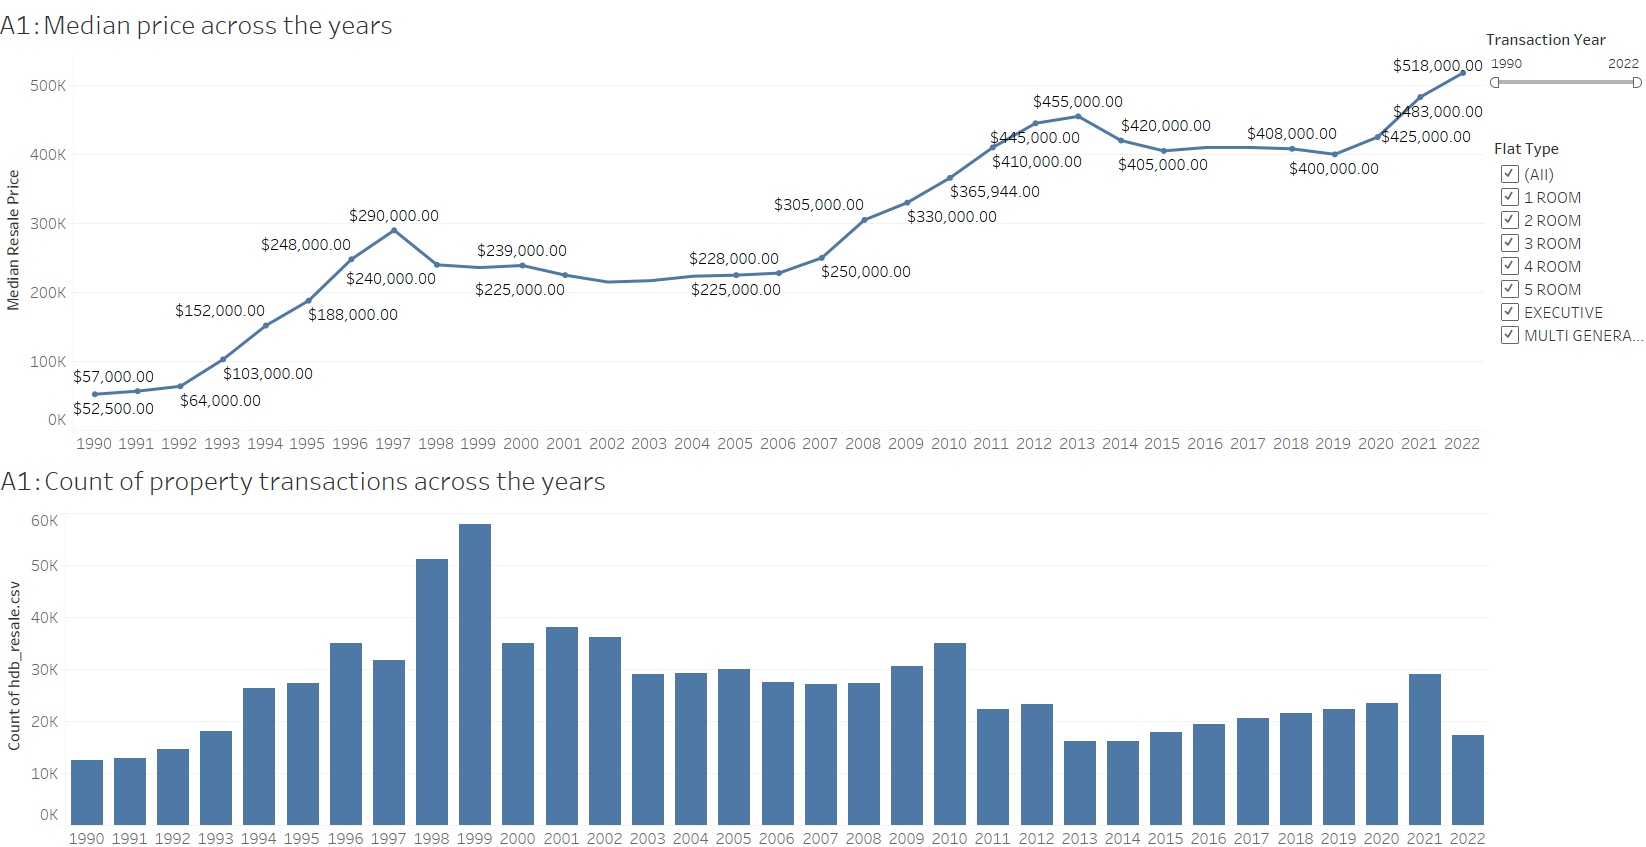 A1: Median price across the years
Median Resale Price
500K
400K
300K
200K
100K
0K
$57,000.00
$52,500.00
$64,000.00
$103,000.00
$152,000.00
$188,000.00
$248,000.00
$290,000.00
$240,000.00
$239,000.00
$225,000.00
$228,000.00
$225,000.00
$250,000.00
$305,000.00
$330,000.00
$365,944.00
$410,000.00
$445,000.00
$455,000.00
$420,000.00
$405,000.00
$408,000.00
$400,000.00
$425,000.00
$483,000.00
$518,000.00
1990 1991 1992 1993 1994 1995 1996 1997 1998 1999 2000 2001 2002 2003 2004 2005 2006 2007 2008 2009 2010 2011 2012 2013 2014 2015 2016 2017 2018 2019 2020 2021 2022
Transaction Year
1990 2022
Flat Type
(All)
1 ROOM
2 ROOM
3 ROOM
4 ROOM
5 ROOM
EXECUTIVE
MULTI GENERA...
A1: Count of property transactions across the years
Count of hdb_resale.csv
60K
50K
40K
30K
20K
10K
0K
1990 1991 1992 1993 1994 1995 1996 1997 1998 1999 2000 2001 2002 2003 2004 2005 2006 2007 2008 2009 2010 2011 2012 2013 2014 2015 2016 2017 2018 2019 2020 2021 2022